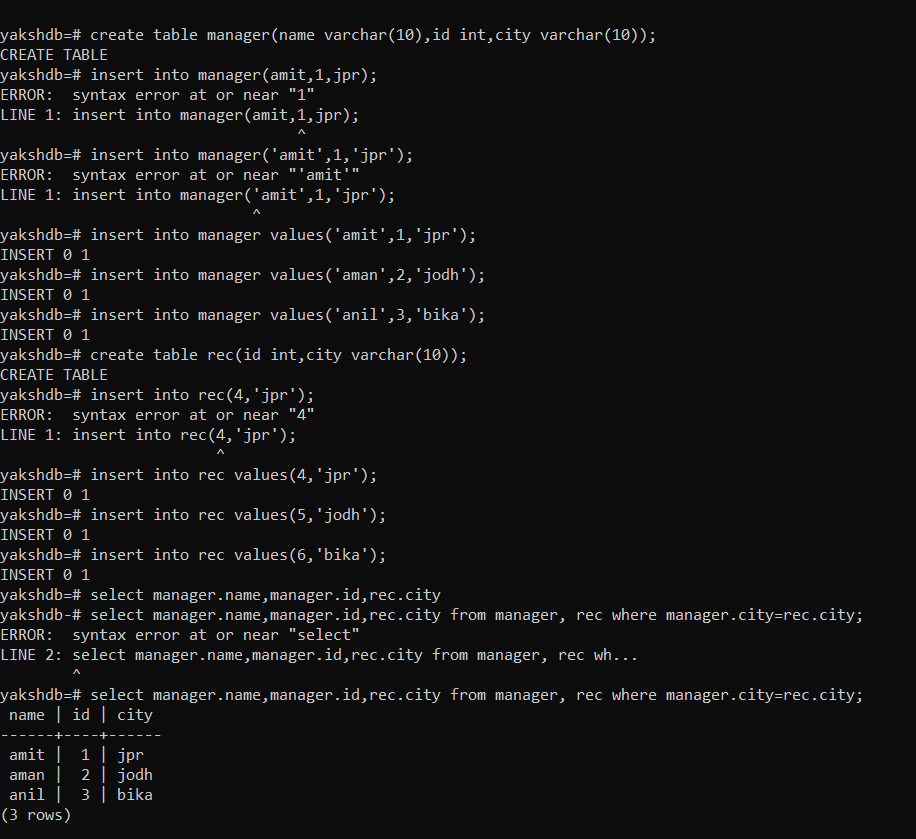 yakshdb=# create table manager(name varchar(10),id int,city varchar(10));
CREATE TABLE
yakshdb=# insert into manager(amit,1,jpr);
ERROR:  syntax error at or near "1"
LINE 1: insert into manager(amit,1,jpr);
                                 ^
yakshdb=# insert into manager('amit',1,'jpr');
ERROR:  syntax error at or near "'amit'"
LINE 1: insert into manager('amit',1,'jpr');
                            ^
yakshdb=# insert into manager values('amit',1,'jpr');
INSERT 0 1
yakshdb=# insert into manager values('aman',2,'jodh');
INSERT 0 1
yakshdb=# insert into manager values('anil',3,'bika');
INSERT 0 1
yakshdb=# create table rec(id int,city varchar(10));
CREATE TABLE
yakshdb=# insert into rec(4,'jpr');
ERROR:  syntax error at or near "4"
LINE 1: insert into rec(4,'jpr');
                        ^
yakshdb=# insert into rec values(4,'jpr');
INSERT 0 1
yakshdb=# insert into rec values(5,'jodh');
INSERT 0 1
yakshdb=# insert into rec values(6,'bika');
INSERT 0 1
yakshdb=# select manager.name,manager.id,rec.city
yakshdb-# select manager.name,manager.id,rec.city from manager, rec where manager.city=rec.city;
ERROR:  syntax error at or near "select"
LINE 2: select manager.name,manager.id,rec.city from manager, rec wh...
        ^
yakshdb=# select manager.name,manager.id,rec.city from manager, rec where manager.city=rec.city;
 name | id | city
------+----+------
 amit |  1 | jpr
 aman |  2 | jodh
 anil |  3 | bika
(3 rows)